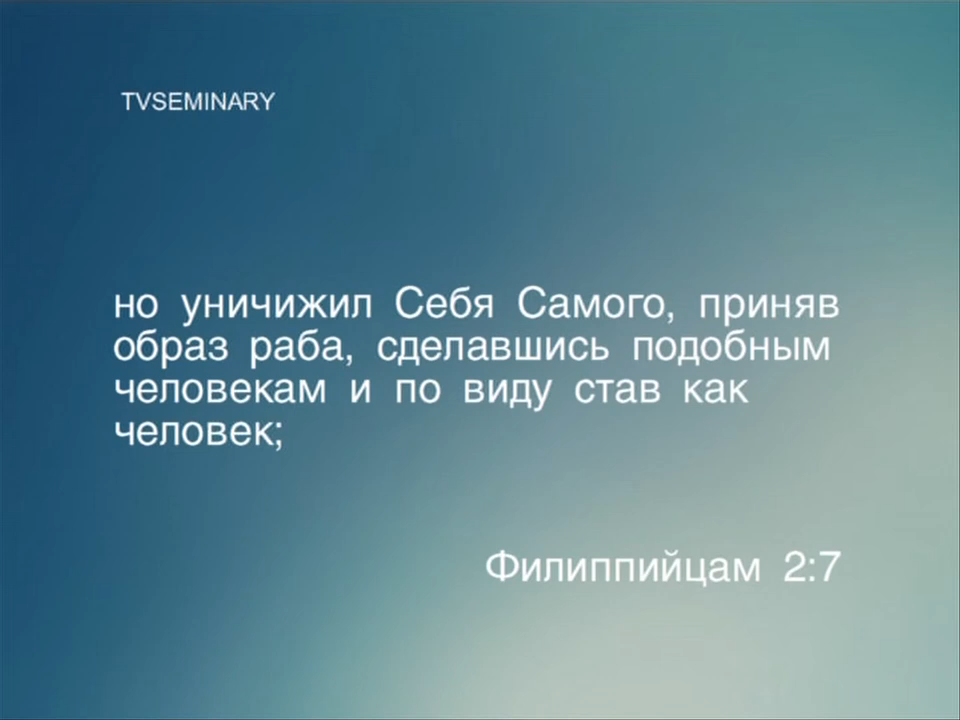 TVSEMINARY
но уничижил Себя Самого, приняв
образ раба, сделавшись подобным
человекам и по виду став как
человек;
Филиппийцам 2:7